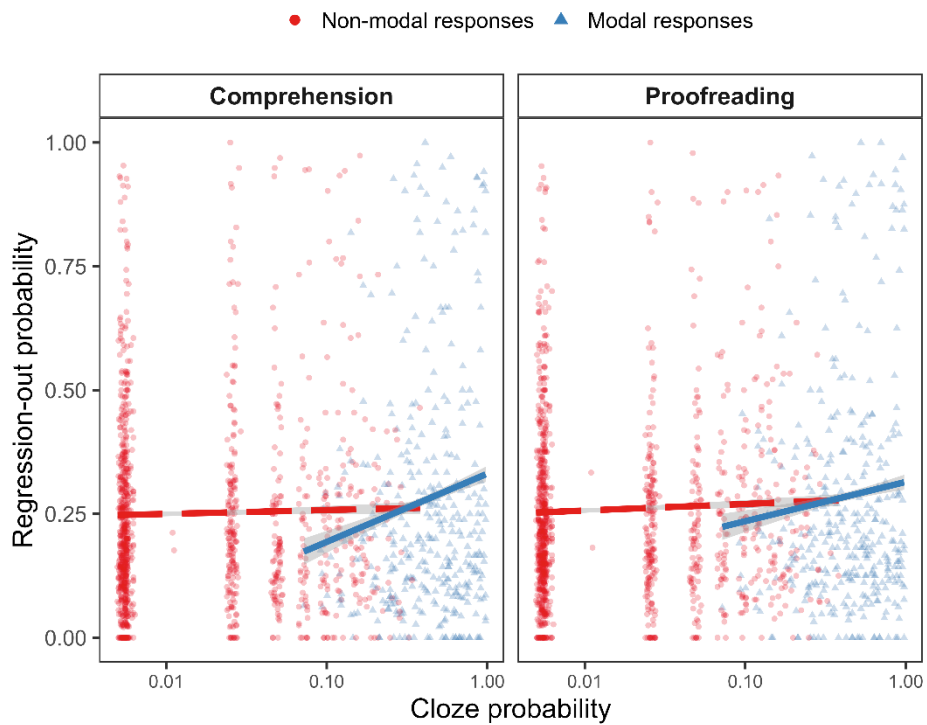 Non-modal responses Modal responses
Comprehension Proofreading
Regression-out probability
1.00
0.75
0.50
0.25
0.00
0.01 0.10 1.00 0.01 0.10 1.00
Cloze probability